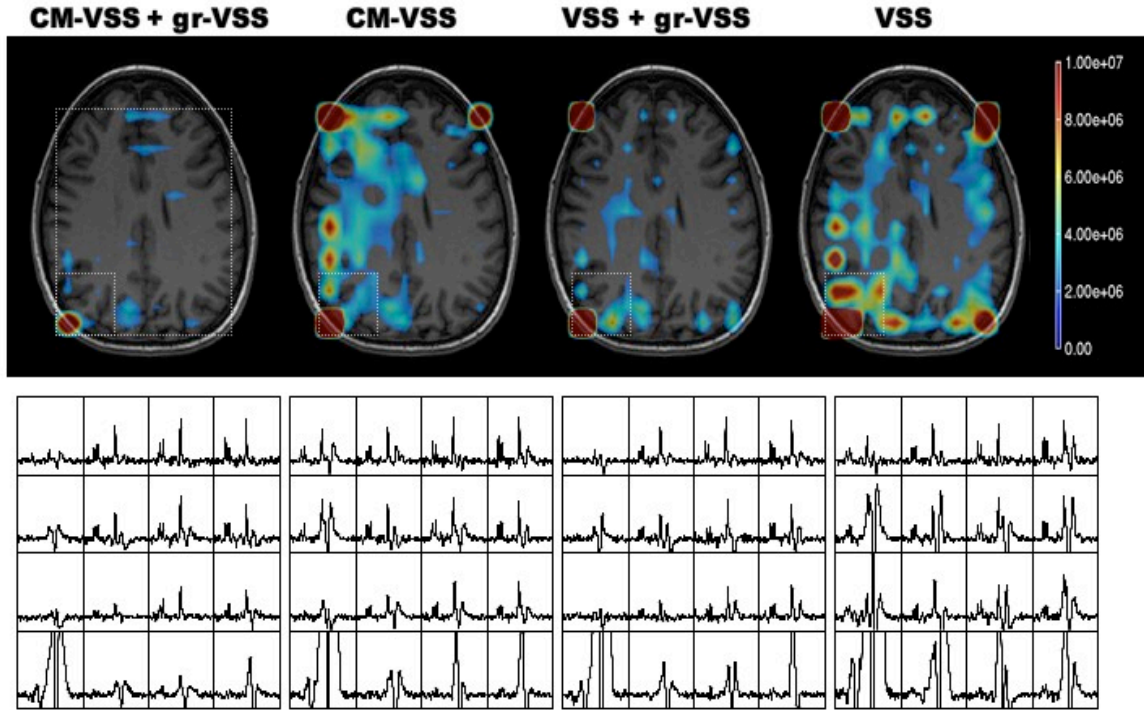 CM-VSS + gr-VSS
CM-VSS
VSS + gr-VSS
VSS
1.00e+07
8.00e+06
6.00e+06
4.00e+06
2.00e+06
0.00